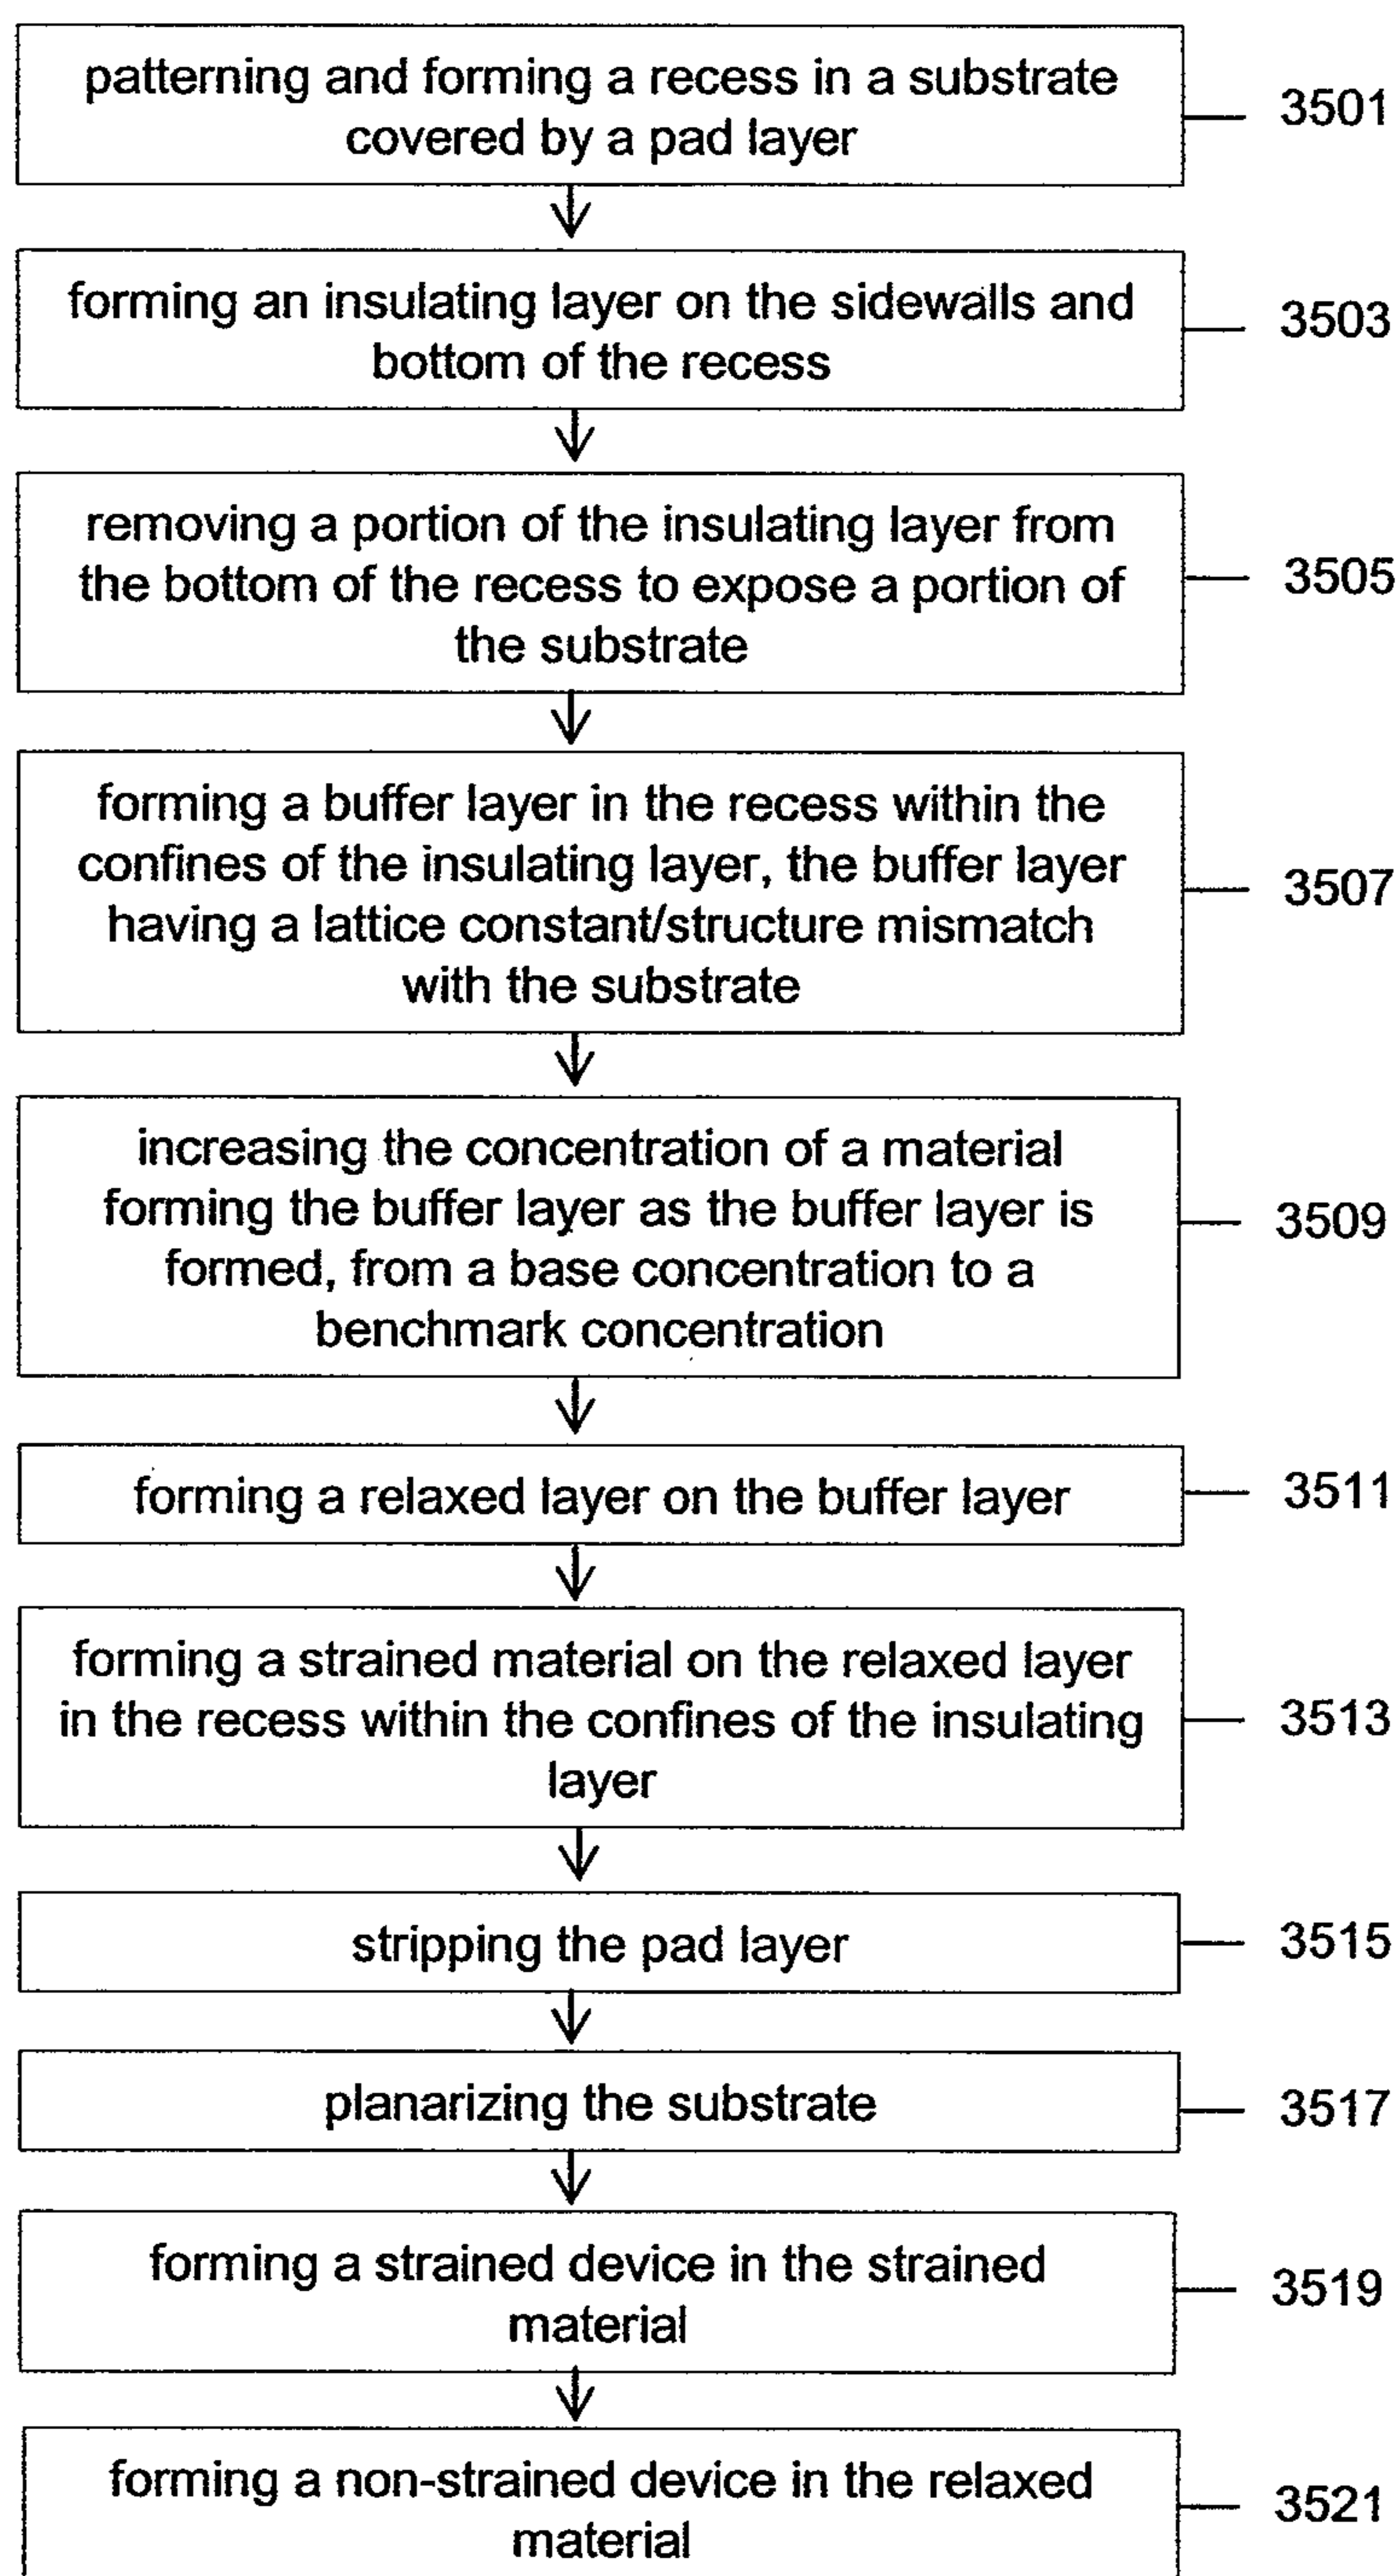 patterning and forming a recess in a substrate
covered by a pad layer
3501
forming an insulating layer on the sidewalls and
bottom of the recess
3503
removing a portion of the insulating layer from
the bottom of the recess to expose a portion of
the substrate
3505
forming a buffer layer in the recess within the
confines of the insulating layer, the buffer layer
having a lattice constant/structure mismatch
with the substrate
3507
increasing the concentration of a material
forming the buffer layer as the buffer layer is
formed, from a base concentration to a
benchmark concentration
3509
forming a relaxed layer on the buffer layer
3511
forming a strained material on the relaxed layer
in the recess within the confines of the insulating
layer
3513
stripping the pad layer
3515
planarizing the substrate
3517
forming a strained device in the strained
material
3519
forming a non-strained device in the relaxed
material
3521